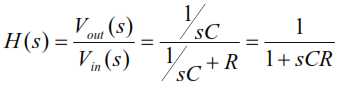 H(s) = V_out(s) / V_in(s) = (1/sC) / (1/sC + R) = 1 / (1 + sCR)